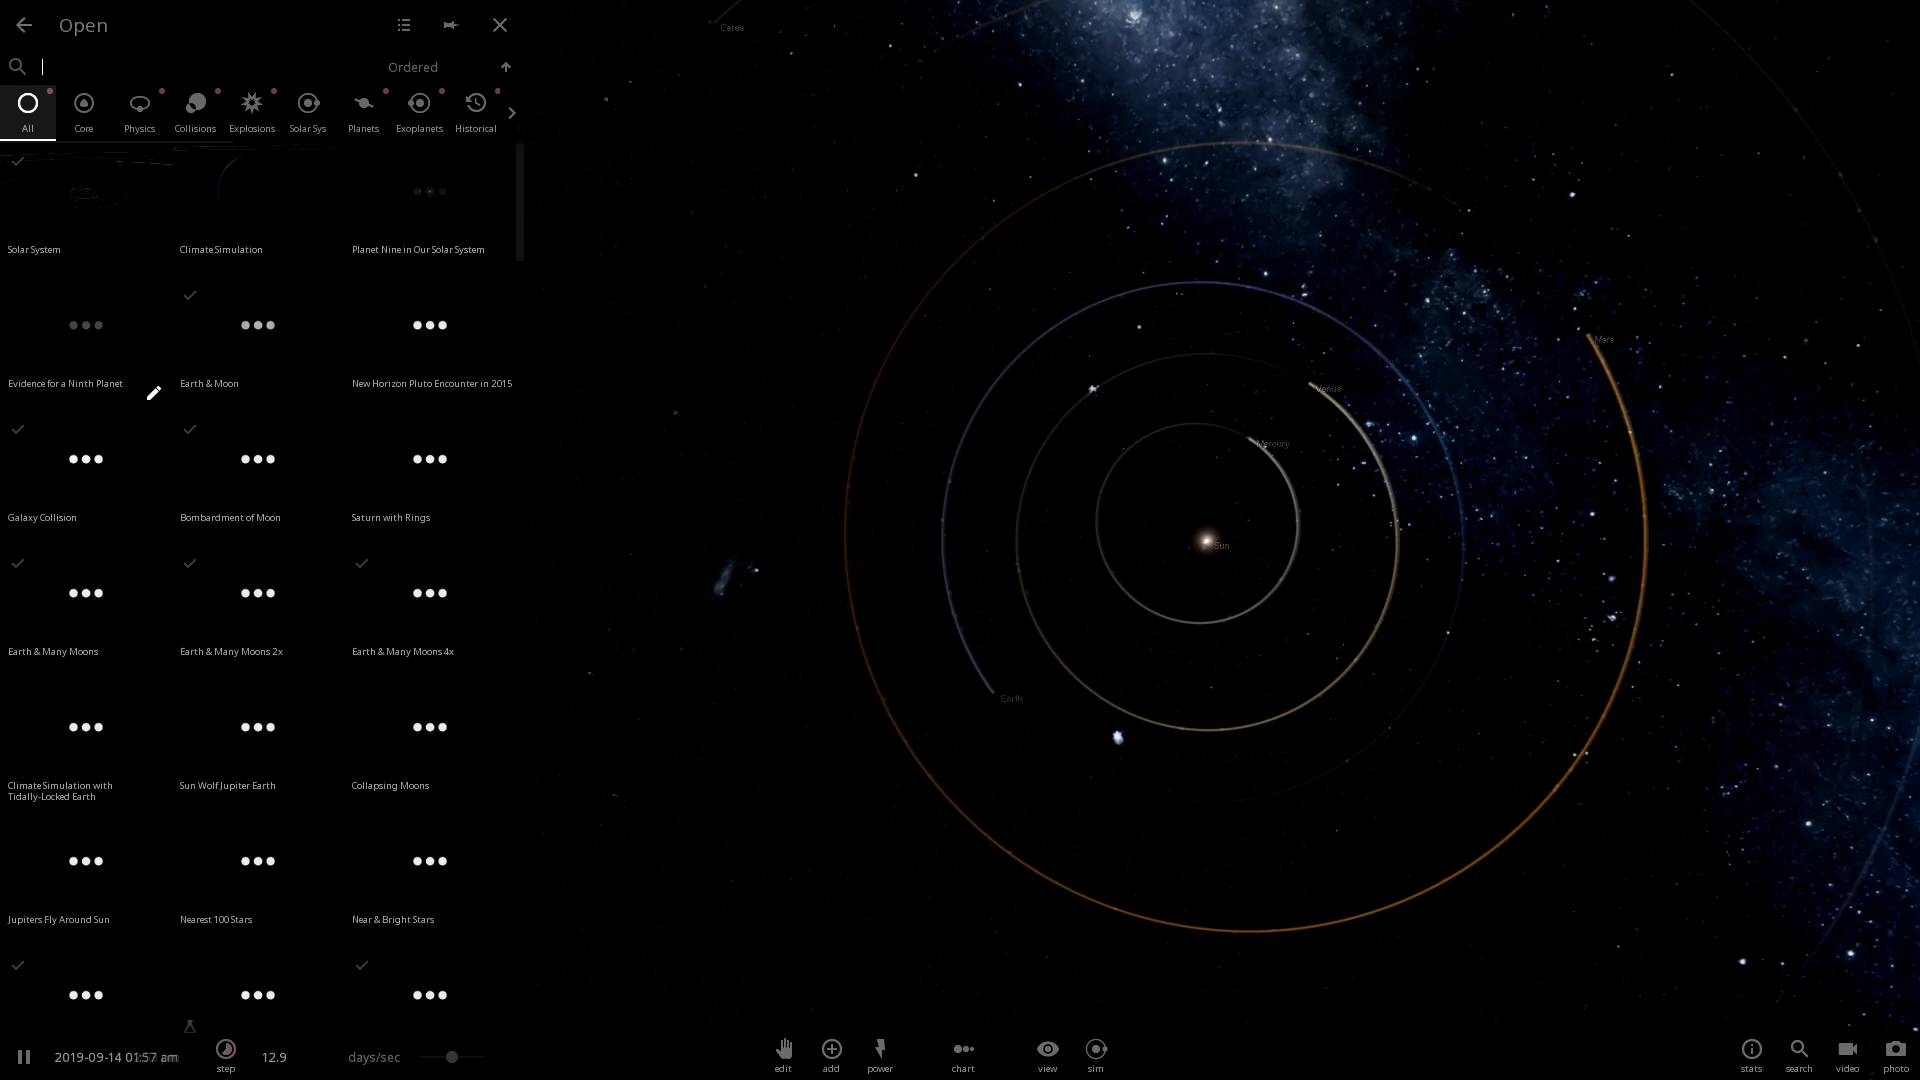 Open
Ordered
All
Core
Physics
Collisions
Explosions
Solar Sys
Planets
Exoplanets
Historical
Solar System
Climate Simulation
Planet Nine in Our Solar System
Evidence for a Ninth Planet
Earth & Moon
New Horizon Pluto Encounter in 2015
Galaxy Collision
Bombardment of Moon
Saturn with Rings
Earth & Many Moons
Earth & Many Moons 2x
Earth & Many Moons 4x
Climate Simulation with
Tidally-Locked Earth
Sun Wolf Jupiter Earth
Collapsing Moons
Jupiters Fly Around Sun
Nearest 100 Stars
Near & Bright Stars
Ceres
Mars
Venus
Mercury
Sun
Earth
2019-09-14 01:57 am
step
12.9
days/sec
edit
add
power
chart
view
sim
stats
search
video
photo